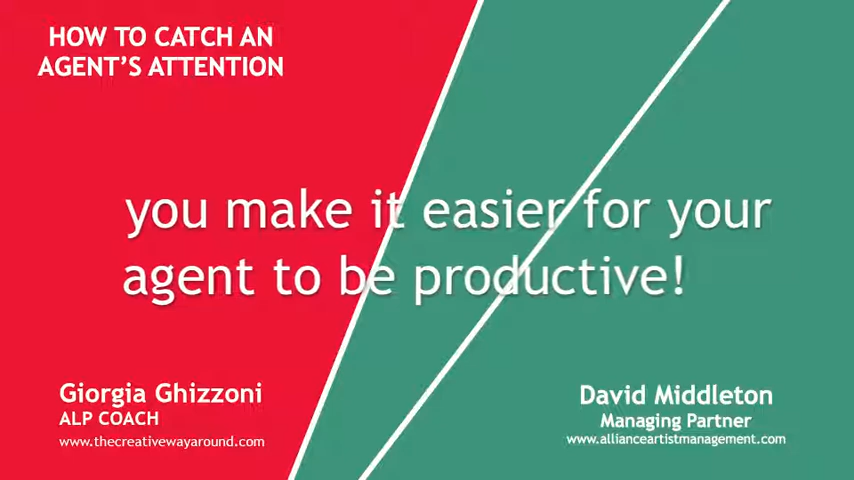 HOW TO CATCH AN
AGENT'S ATTENTION
you make it easier for your
agent to be productive!
Giorgia Ghizzoni
ALP COACH
www.thecreativewayaround.com
David Middleton
Managing Partner
www.allianceartistmanagement.com